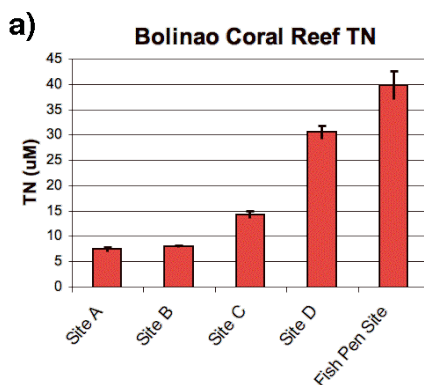 a)
Bolinao Coral Reef TN
45
40
35
30
25
20
15
10
5
0
TN (uM)
Site A
Site B
Site C
Site D
Fish Pen Site